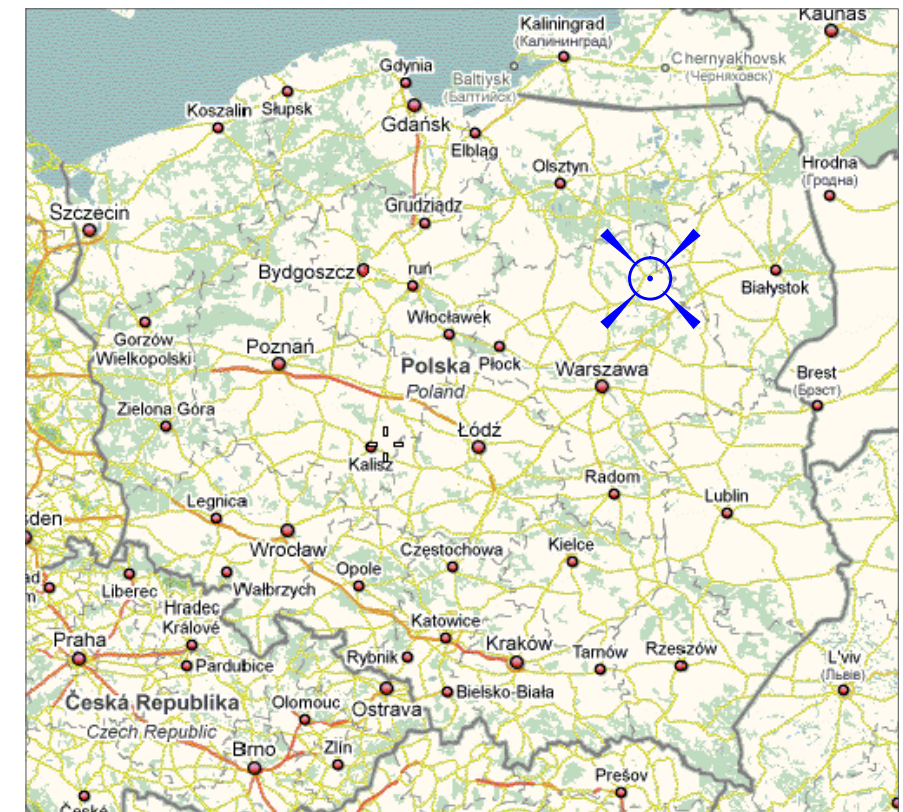 Kaunas
Kaliningrad
(Калининград)
Chernyakhovsk
(Черняховск)
Gdynia
Baltiysk
(Балтийск)
Koszalin
Słupsk
Gdańsk
Elbląg
Olsztyn
Hrodna
(Гродна)
Szczecin
Grudziądz
Bydgoszcz
ruń
Białystok
Włocławek
Gorzów
Wielkopolski
Poznań
Polska
Poland
Płock
Warszawa
Brest
(Брэст)
Zielona Góra
Łódź
Kalisz
Radom
Lublin
Legnica
sden
Wrocław
Częstochowa
Kielce
Opole
Wałbrzych
ad
m
Liberec
Hradec
Králové
Katowice
Praha
Kraków
Pardubice
Rybnik
Tarnów
Rzeszów
L'viv
(Львів)
Bielsko-Biała
Česká Republika
Czech Republic
Olomouc
Ostrava
Brno
Zlín
Prešov
České